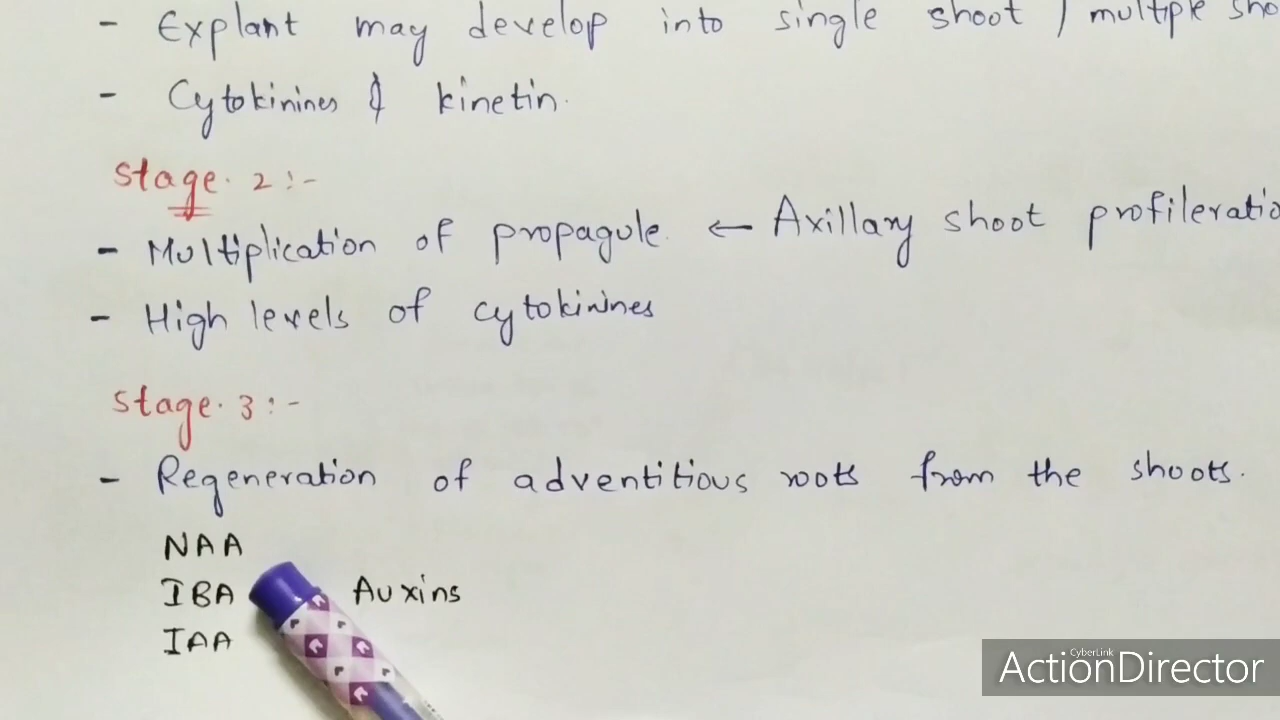 - Explant may develop into single shoot / multiple sho
- Cytokinines & kinetin.
Stage. 2 :-
- Multiplication of propagule. ← Axillary shoot profileratio
- High levels of cytokinines
Stage. 3 :-
- Regeneration of adventitious roots from the shoots.
NAA
IBA Auxins
IAA
CyberLink
ActionDirector